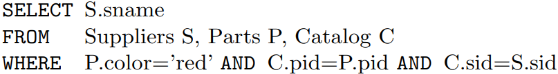 SELECT S.sname
FROM Suppliers S, Parts P, Catalog C
WHERE P.color=’red’ AND C.pid=P.pid AND C.sid=S.sid